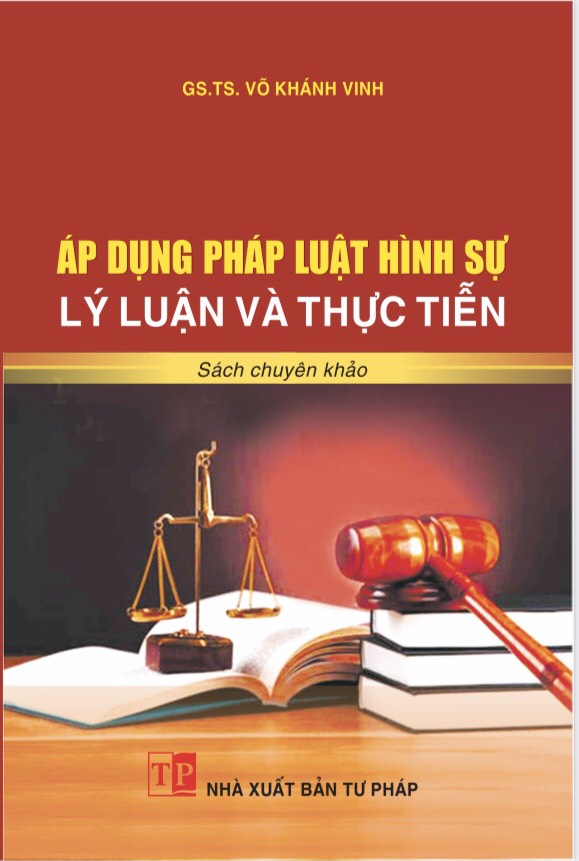 GS.TS. VÕ KHÁNH VINH
ÁP DỤNG PHÁP LUẬT HÌNH SỰ
LÝ LUẬN VÀ THỰC TIỄN
Sách chuyên khảo
TP
NHÀ XUẤT BẢN TƯ PHÁP